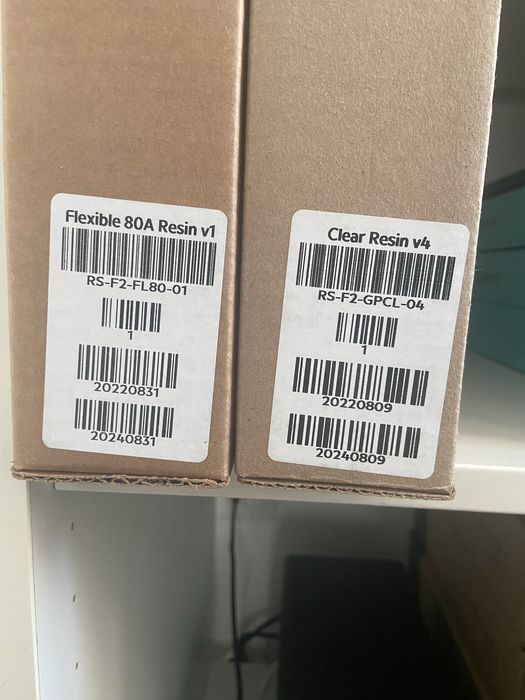 Flexible 80A Resin v1
RS-F2-FL80-01
1
20220831
20240831
Clear Resin v4
RS-F2-GPCL-04
1
20220809
20240809